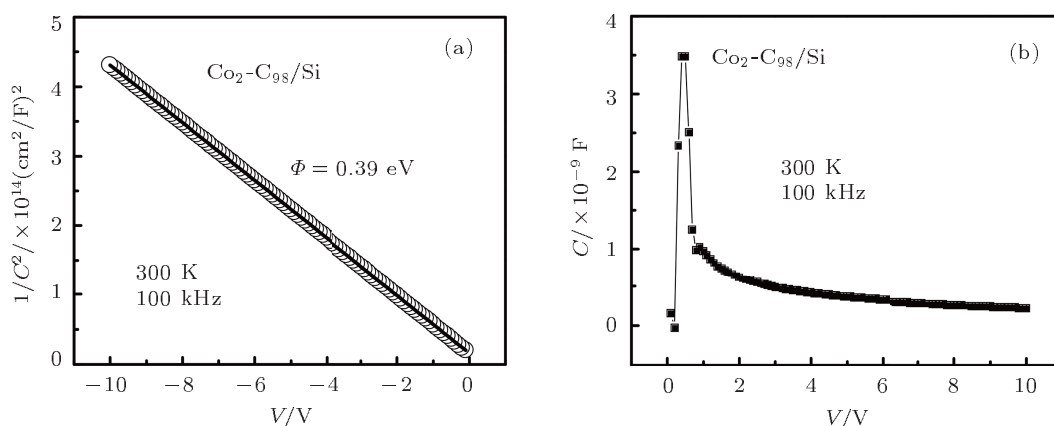 (a)
Co₂-C₉₈/Si
Φ = 0.39 eV
300 K
100 kHz
1/C²/×10¹⁴(cm²/F)²
5
4
3
2
1
0
−10
−8
−6
−4
−2
0
V/V
(b)
Co₂-C₉₈/Si
300 K
100 kHz
C/×10⁻⁹ F
4
3
2
1
0
0
2
4
6
8
10
V/V